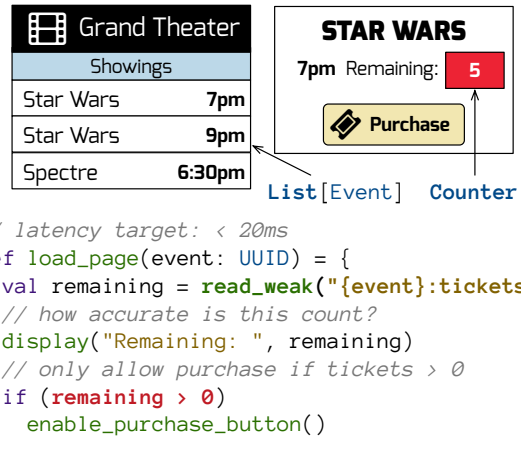 Grand Theater
Showings
Star Wars 7pm
Star Wars 9pm
Spectre 6:30pm
STAR WARS
7pm Remaining: 5
Purchase
List[Event] Counter
/ latency target: < 20ms
ef load_page(event: UUID) = {
val remaining = read_weak("{event}:tickets
// how accurate is this count?
display("Remaining: ", remaining)
// only allow purchase if tickets > 0
if (remaining > 0)
enable_purchase_button()